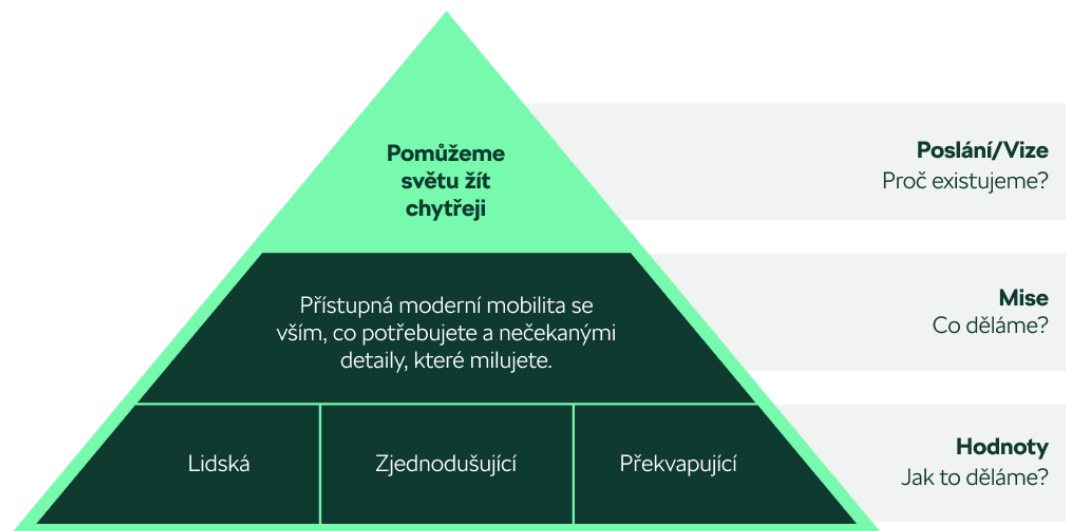 Pomůžeme
světu žít
chytřeji
Poslání/Vize
Proč existujeme?
Přístupná moderní mobilita se
vším, co potřebujete a nečekanými
detaily, které milujete.
Mise
Co děláme?
Lidská
Zjednodušující
Překvapující
Hodnoty
Jak to děláme?